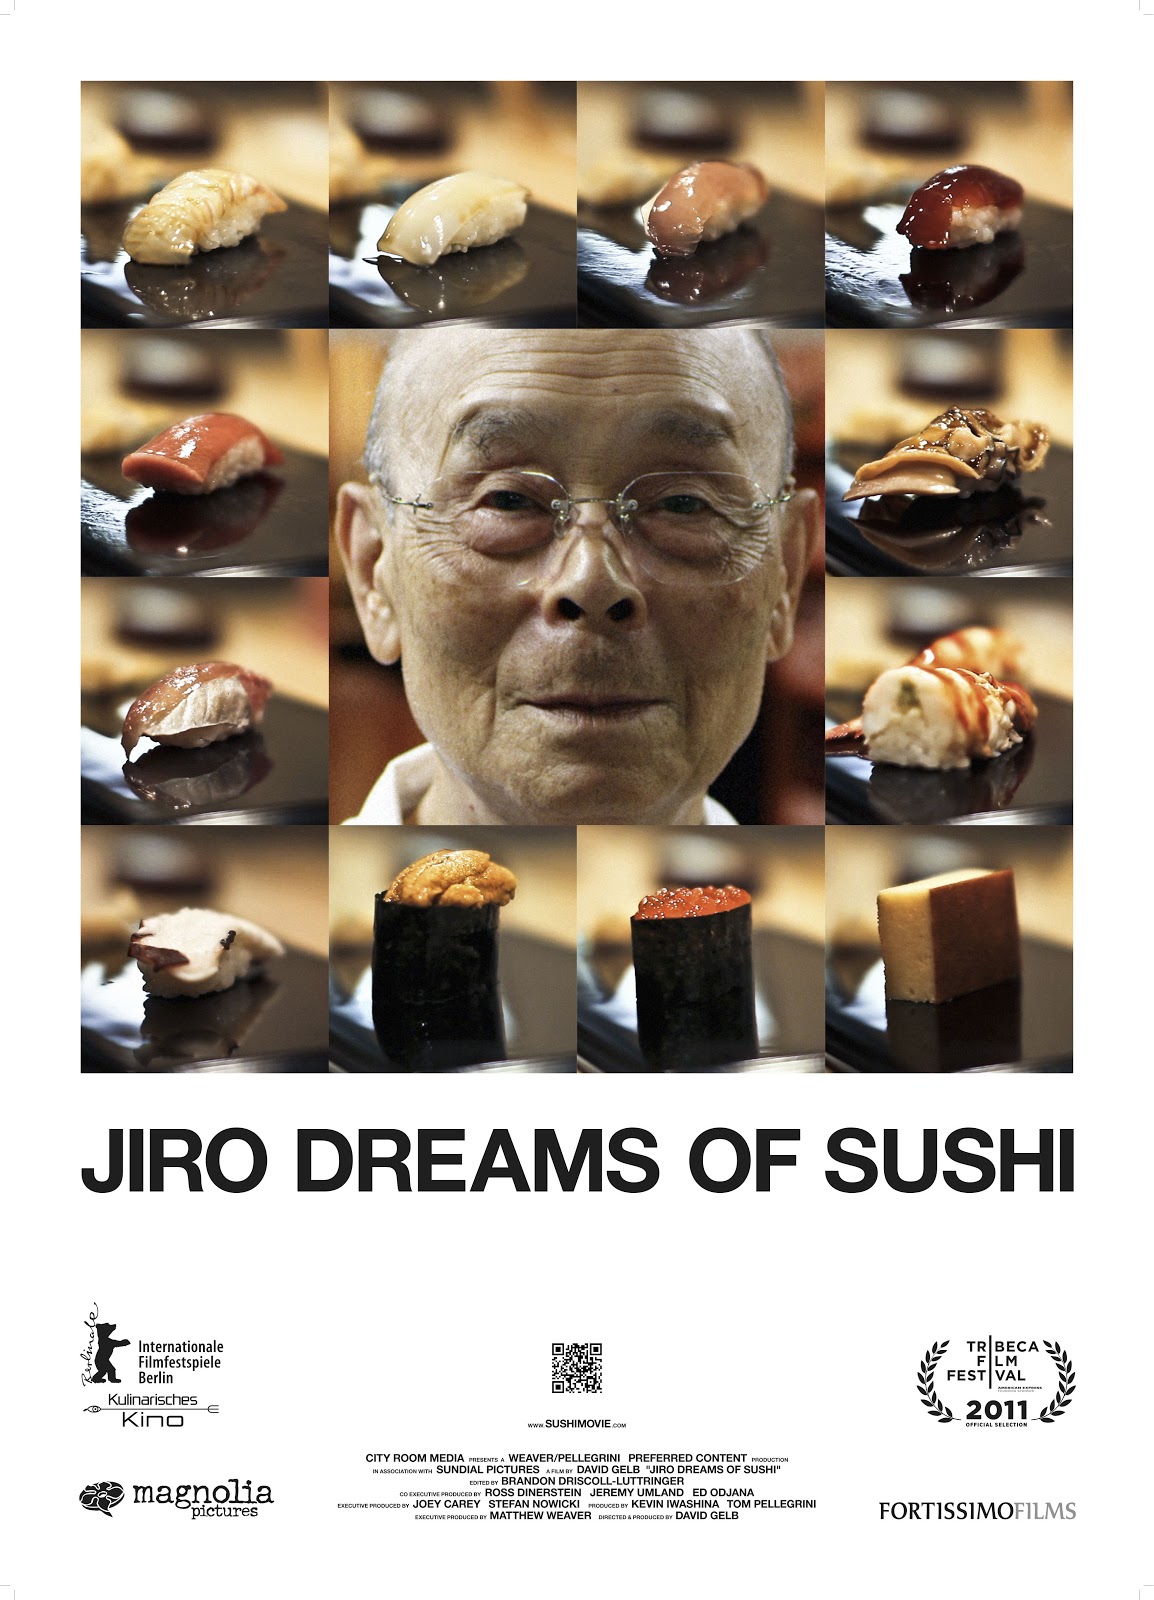 JIRO DREAMS OF SUSHI
Berlinale
Internationale
Filmfestspiele
Berlin
Kulinarisches
Kino
WWW.SUSHIMOVIE.COM
TRIBECA
FILM
FESTIVAL
AMERICAN EXPRESS
2011
OFFICIAL SELECTION
magnolia
pictures
CITY ROOM MEDIA PRESENTS A WEAVER/PELLEGRINI PREFERRED CONTENT PRODUCTION
IN ASSOCIATION WITH SUNDIAL PICTURES A FILM BY DAVID GELB "JIRO DREAMS OF SUSHI"
EDITED BY BRANDON DRISCOLL-LUTTRINGER
CO EXECUTIVE PRODUCED BY ROSS DINERSTEIN JEREMY UMLAND ED ODJANA
EXECUTIVE PRODUCED BY JOEY CAREY STEFAN NOWICKI PRODUCED BY KEVIN IWASHINA TOM PELLEGRINI
EXECUTIVE PRODUCED BY MATTHEW WEAVER DIRECTED & PRODUCED BY DAVID GELB
FORTISSIMOFILMS